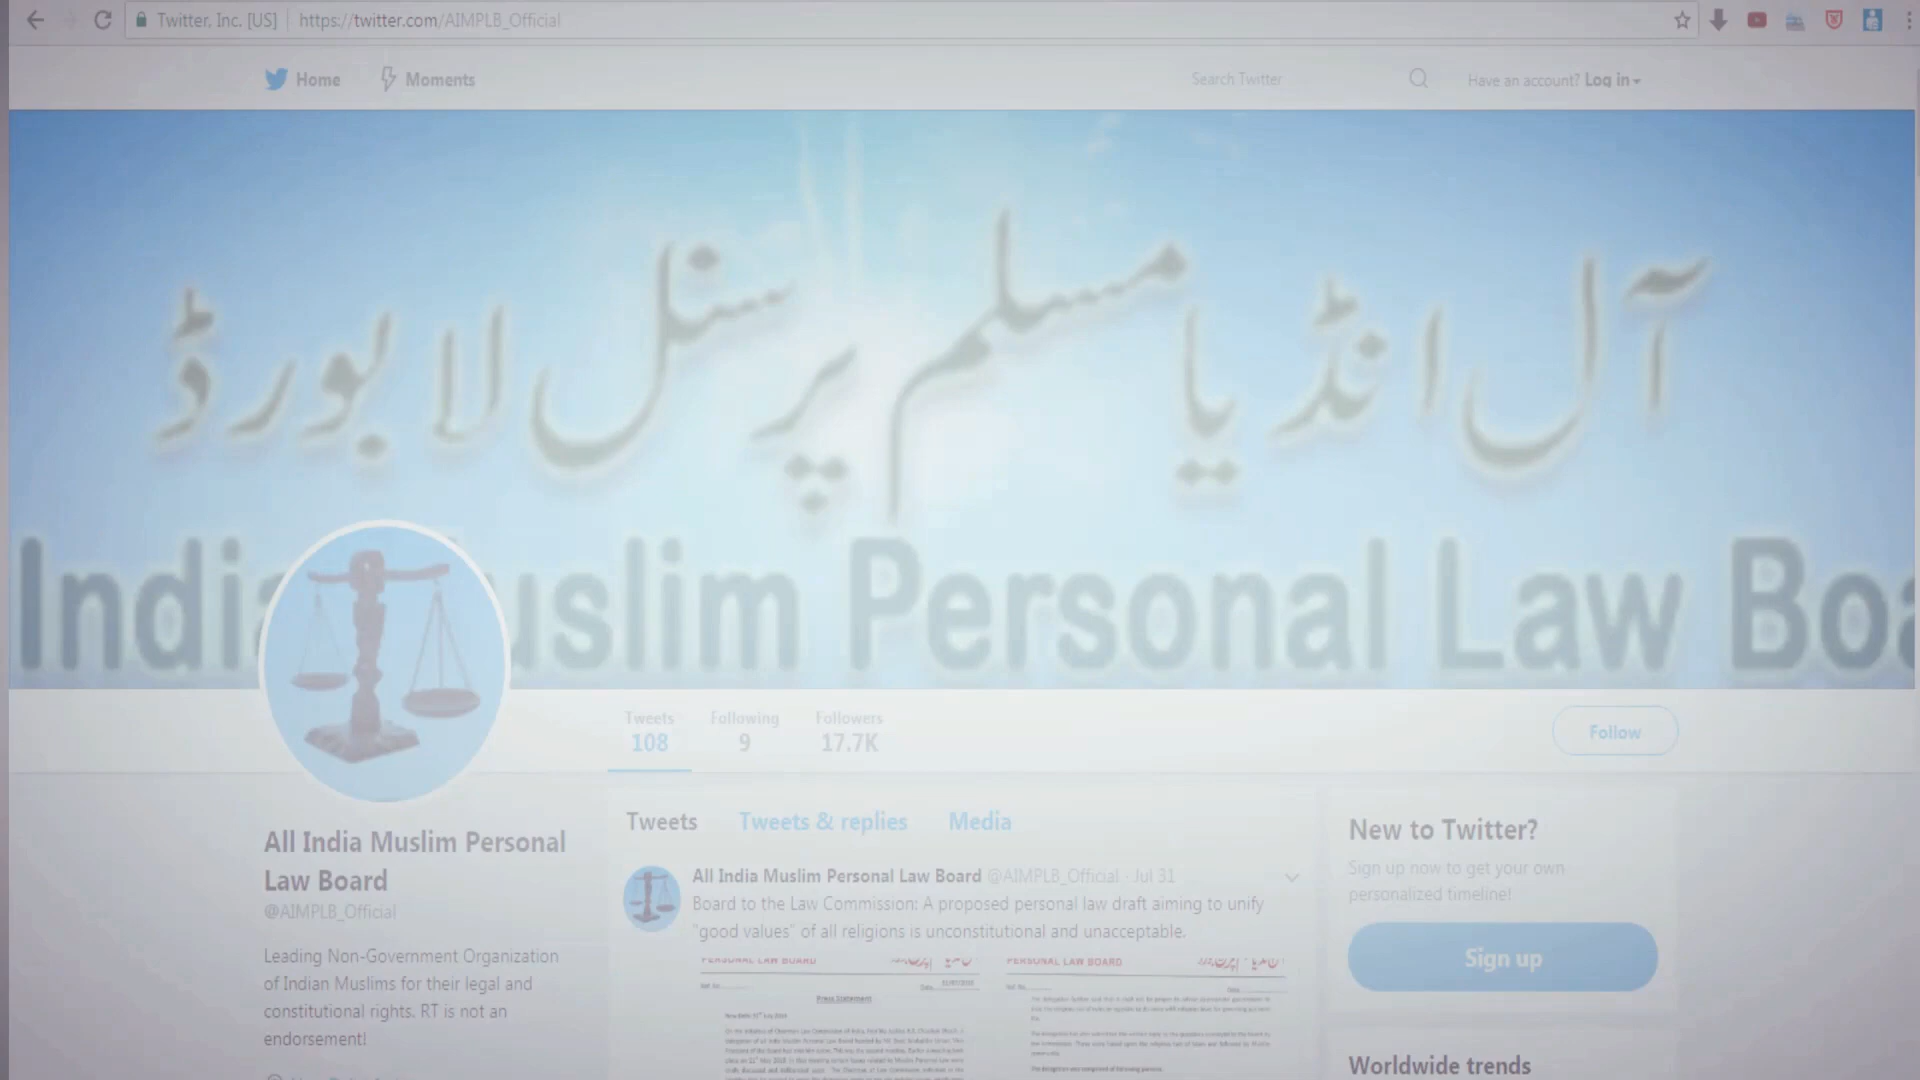 Twitter, Inc. [US] https://twitter.com/AIMPLB_Official
Home Moments Search Twitter Have an account? Log in
آل انڈیا مسلم پرسنل لا بورڈ
India Muslim Personal Law Boa
Tweets Following Followers
108 9 17.7K
Follow
All India Muslim Personal
Law Board
@AIMPLB_Official
Leading Non-Government Organization
of Indian Muslims for their legal and
constitutional rights. RT is not an
endorsement!
Tweets Tweets & replies Media
All India Muslim Personal Law Board @AIMPLB_Official · Jul 31
Board to the Law Commission: A proposed personal law draft aiming to unify
"good values" of all religions is unconstitutional and unacceptable.
PERSONAL LAW BOARD
Press Statement
PERSONAL LAW BOARD
New to Twitter?
Sign up now to get your own
personalized timeline!
Sign up
Worldwide trends